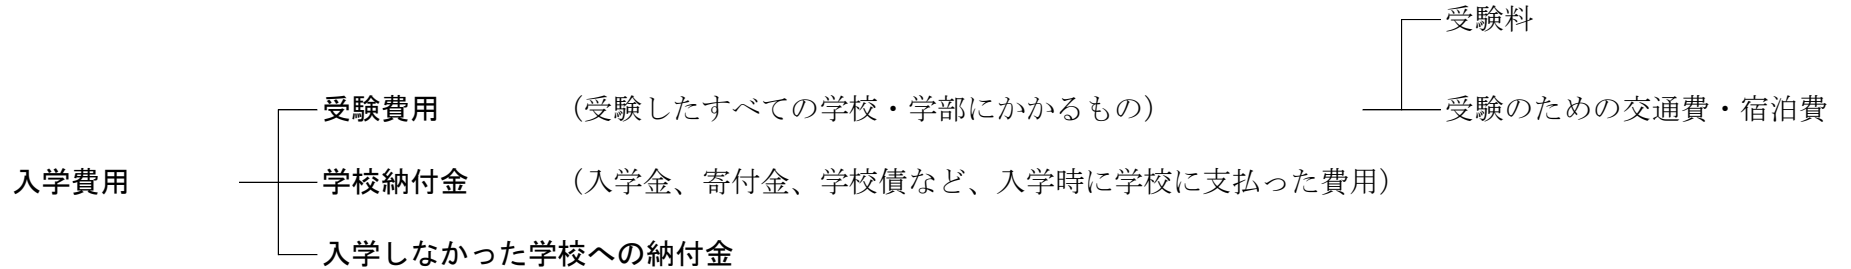 受験料
受験費用 （受験したすべての学校・学部にかかるもの） 受験のための交通費・宿泊費
入学費用 学校納付金 （入学金、寄付金、学校債など、入学時に学校に支払った費用）
入学しなかった学校への納付金